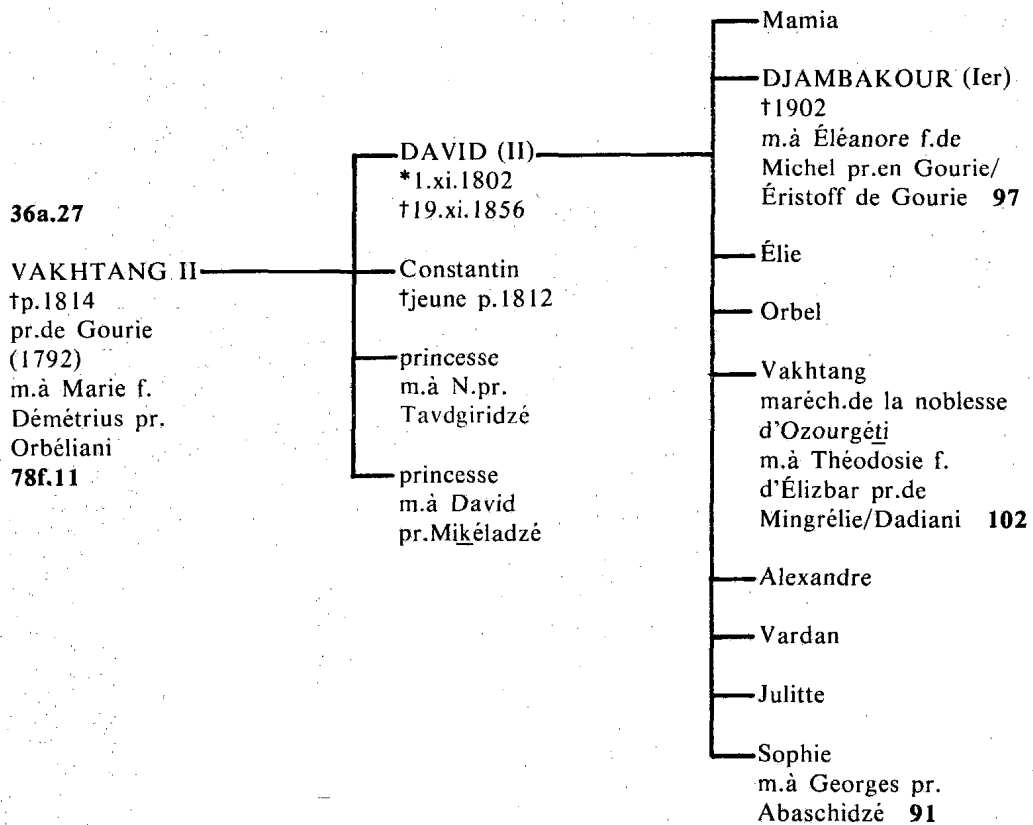 36a.27
VAKHTANG II
†p.1814
pr.de Gourie
(1792)
m.à Marie f.
Démétrius pr.
Orbéliani
78f.11
DAVID (II)
*1.xi.1802
†19.xi.1856
Constantin
†jeune p.1812
princesse
m.à N.pr.
Tavdgiridzé
princesse
m.à David
pr.Mikéladzé
Mamia
DJAMBAKOUR (Ier)
†1902
m.à Éléanore f.de
Michel pr.en Gourie/
Éristoff de Gourie 97
Élie
Orbel
Vakhtang
maréch.de la noblesse
d'Ozourgéti
m.à Théodosie f.
d'Élizbar pr.de
Mingrélie/Dadiani 102
Alexandre
Vardan
Julitte
Sophie
m.à Georges pr.
Abaschidzé 91